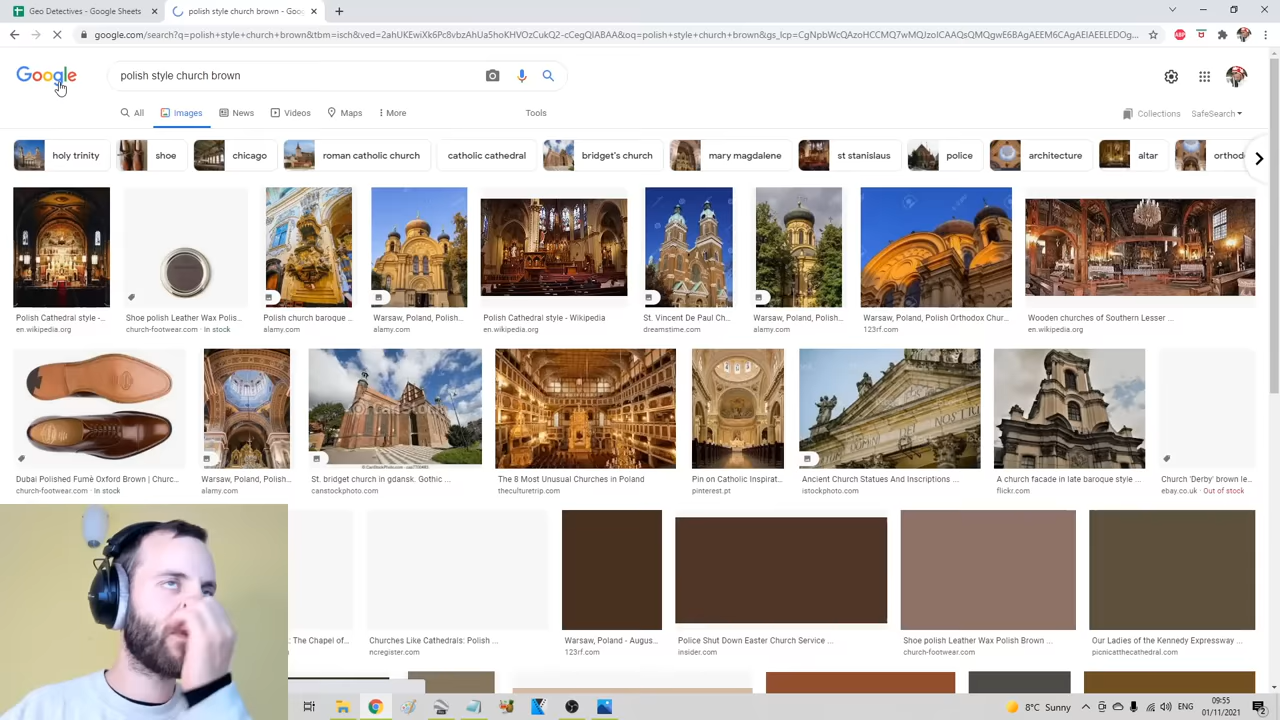 Geo Detectives - Google Sheets
polish style church brown - Goo
google.com/search?q=polish+style+church+brown&tbm=isch&ved=2ahUKEwiXk6Pc8vbzAhUa5hoKHVOzCukQ2-cCegQIABAA&oq=polish+style+church+brown&gs_lcp=CgNpbWcQAzoHCCMQ7wMQJzoICAAQsQMQgwE6BAgAEEM6CAgAELEDEIMBOg...
Google
polish style church brown
All
Images
News
Videos
Maps
More
Tools
Collections
SafeSearch
holy trinity
shoe
chicago
roman catholic church
catholic cathedral
bridget's church
mary magdalene
st stanislaus
police
architecture
altar
orthod
Polish Cathedral style -...
en.wikipedia.org
Shoe polish Leather Wax Polis...
church-footwear.com · In stock
Polish church baroque ...
alamy.com
Warsaw, Poland, Polish...
alamy.com
Polish Cathedral style - Wikipedia
en.wikipedia.org
St. Vincent De Paul Ch...
dreamstime.com
Warsaw, Poland, Polish...
alamy.com
Warsaw, Poland, Polish Orthodox Chur...
123rf.com
Wooden churches of Southern Lesser ...
en.wikipedia.org
Dubai Polished Fumè Oxford Brown | Churc...
church-footwear.com · In stock
Warsaw, Poland, Polish...
alamy.com
St. bridget church in gdansk. Gothic ...
canstockphoto.com
The 8 Most Unusual Churches in Poland
theculturetrip.com
Pin on Catholic Inspirat...
pinterest.pt
Ancient Church Statues And Inscriptions ...
istockphoto.com
A church facade in late baroque style ...
flickr.com
Church 'Derby' brown le...
ebay.co.uk · Out of stock
: The Chapel of...
Churches Like Cathedrals: Polish ...
ncregister.com
Warsaw, Poland - Augus...
123rf.com
Police Shut Down Easter Church Service ...
insider.com
Shoe polish Leather Wax Polish Brown ...
church-footwear.com
Our Ladies of the Kennedy Expressway ...
picnicatthecathedral.com
8°C Sunny
ENG
09:55
01/11/2021